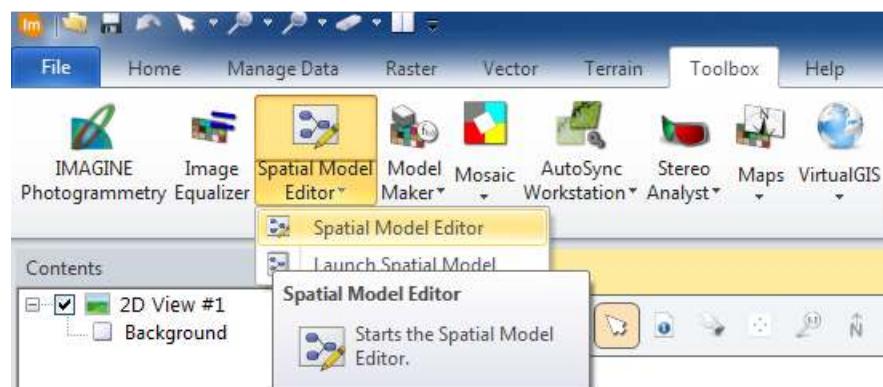 Im
File Home Manage Data Raster Vector Terrain Toolbox Help
IMAGINE Photogrammetry
Image Equalizer
Spatial Model Editor
Model Maker
Mosaic
AutoSync Workstation
Stereo Analyst
Maps
VirtualGIS
Spatial Model Editor
Launch Spatial Model
Contents
Spatial Model Editor
2D View #1
Background
Starts the Spatial Model
Editor.
N